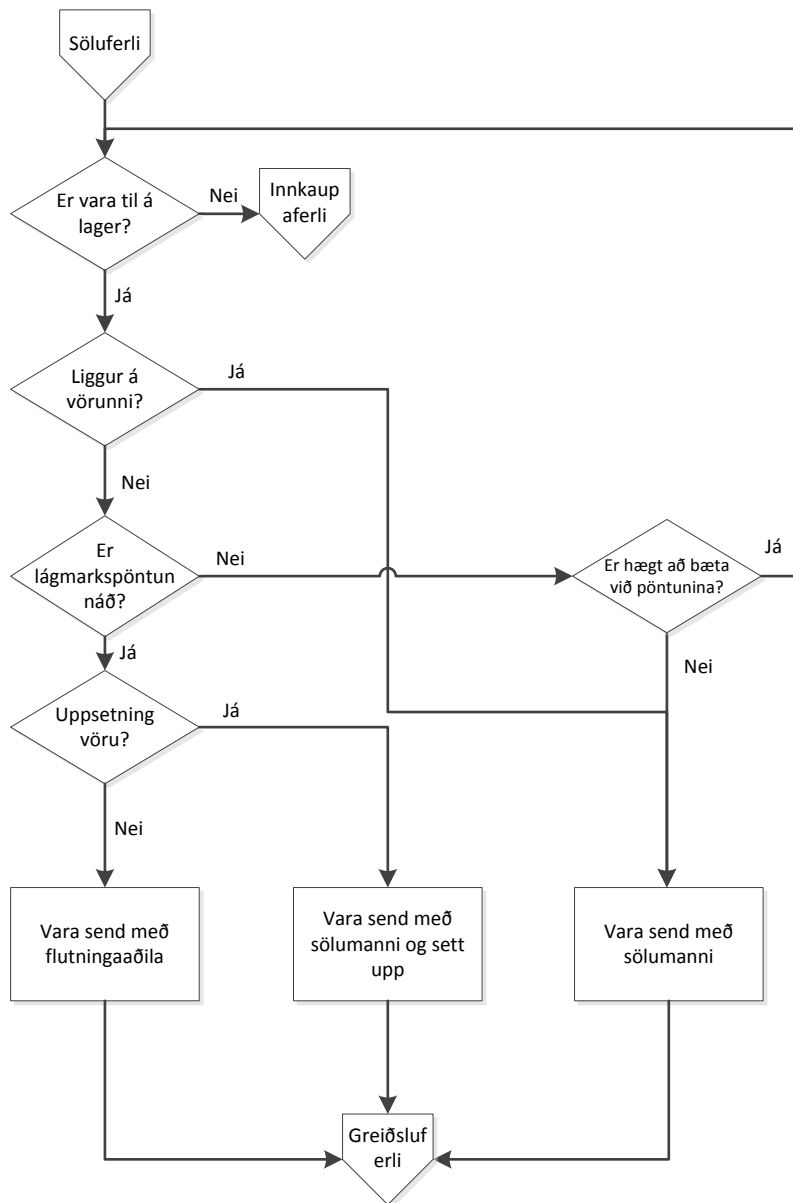 Söluferli
Er vara til á
lager?
Nei
Innkaup
aferli
Já
Liggur á
vörunni?
Já
Nei
Er
lágmarkspöntun
náð?
Nei
Er hægt að bæta
við pöntunina?
Já
Já
Nei
Uppsetning
vöru?
Já
Nei
Vara send með
flutningaaðila
Vara send með
sölumanni og sett
upp
Vara send með
sölumanni
Greiðsluf
erli